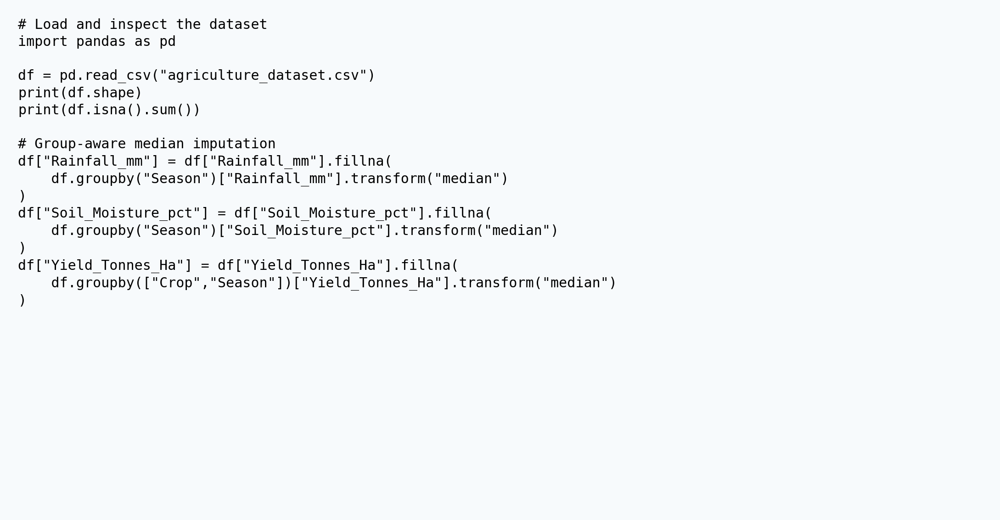 # Load and inspect the dataset
import pandas as pd
df = pd.read_csv("agriculture_dataset.csv")
print(df.shape)
print(df.isna().sum())
# Group-aware median imputation
df["Rainfall_mm"] = df["Rainfall_mm"].fillna(
    df.groupby("Season")["Rainfall_mm"].transform("median")
)
df["Soil_Moisture_pct"] = df["Soil_Moisture_pct"].fillna(
    df.groupby("Season")["Soil_Moisture_pct"].transform("median")
)
df["Yield_Tonnes_Ha"] = df["Yield_Tonnes_Ha"].fillna(
    df.groupby(["Crop","Season"])["Yield_Tonnes_Ha"].transform("median")
)